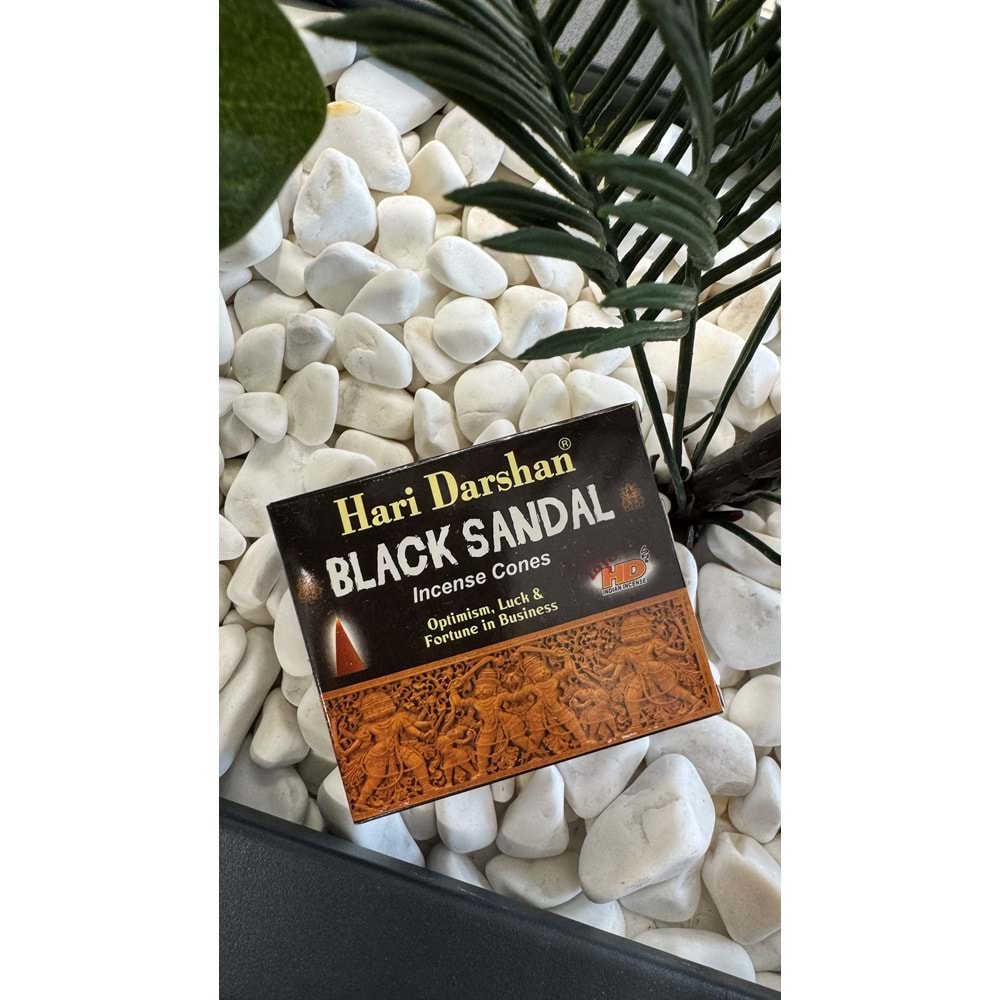 Hari Darshan®
BLACK SANDAL
Incense Cones
Optimism, Luck &
Fortune in Business
HD
INDIAN INCENSE